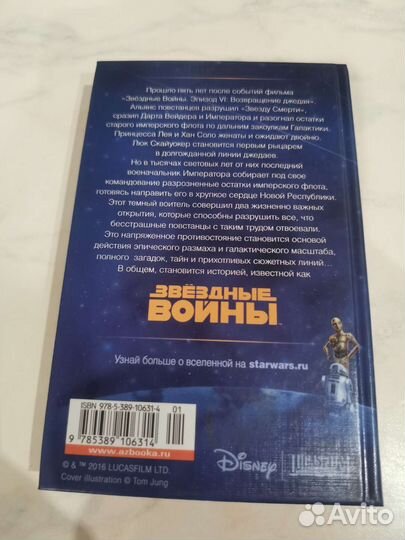 Прошло пять лет после событий фильма
«Звёздные Войны. Эпизод VI: Возвращение джедая».
Альянс повстанцев разрушил «Звезду Смерти»,
сразил Дарта Вейдера и Императора и разогнал остатки
старого имперского флота по дальним закоулкам Галактики.
Принцесса Лея и Хан Соло женаты и ожидают двойню.
Люк Скайуокер становится первым рыцарем
в долгожданной линии джедаев.
Но в тысячах световых лет от них последний
военачальник Императора собирает под свое
командование разрозненные остатки имперского флота,
готовясь направить его в хрупкое сердце Новой Республики.
Этот темный воитель совершил два жизненно важных
открытия, которые способны разрушить все, что
бесстрашные повстанцы с таким трудом отвоевали.
Это напряженное противостояние становится основой
действия эпического размаха и галактического масштаба,
полного загадок, тайн и прихотливых сюжетных линий...
В общем, становится историей, известной как
ЗВЁЗДНЫЕ
ВОЙНЫ
Узнай больше о вселенной на starwars.ru
ISBN 978-5-389-10631-4
01
9 785389 106314
www.azbooka.ru
© & ™ 2016 LUCASFILM LTD.
Cover illustration © Tom Jung
Disney
Avito